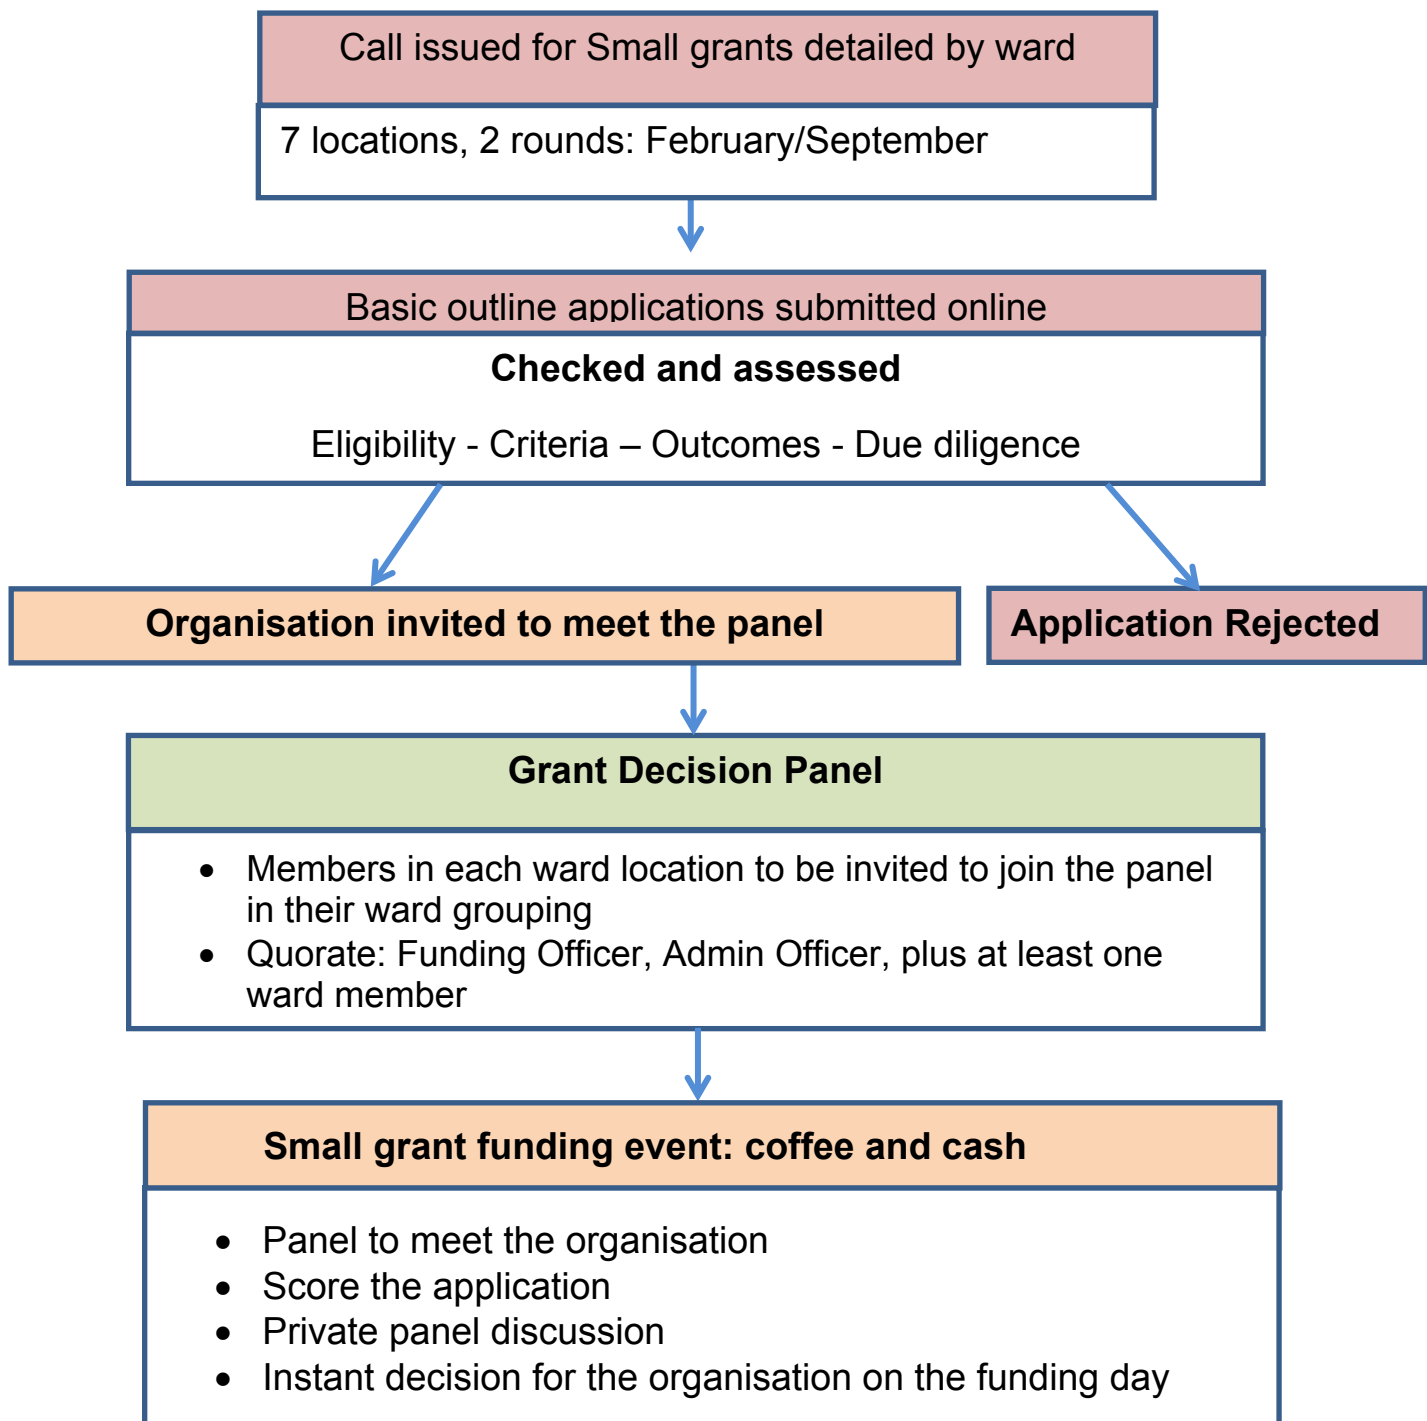 Call issued for Small grants detailed by ward
7 locations, 2 rounds: February/September
Basic outline applications submitted online
Checked and assessed
Eligibility - Criteria – Outcomes - Due diligence
Organisation invited to meet the panel
Application Rejected
Grant Decision Panel
• Members in each ward location to be invited to join the panel
in their ward grouping
• Quorate: Funding Officer, Admin Officer, plus at least one
ward member
Small grant funding event: coffee and cash
• Panel to meet the organisation
• Score the application
• Private panel discussion
• Instant decision for the organisation on the funding day